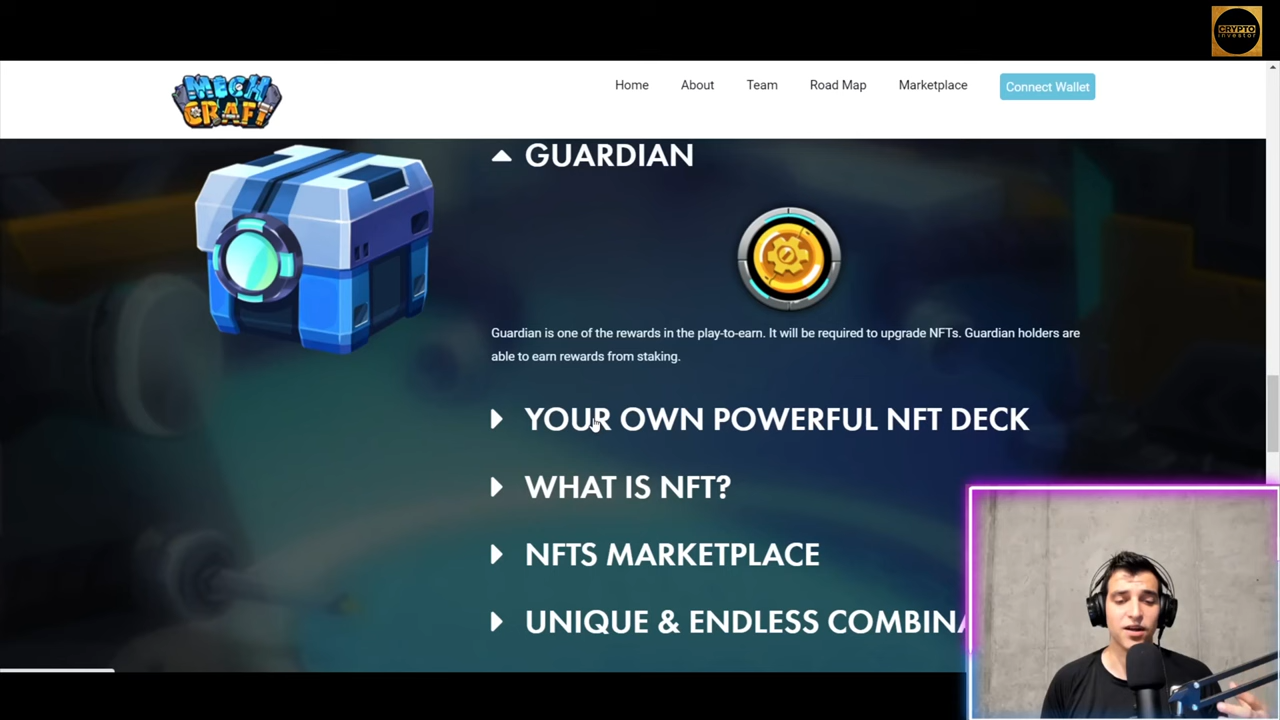 CRYPTO
Investor
MECH
CRAFT
Home
About
Team
Road Map
Marketplace
Connect Wallet
GUARDIAN
Guardian is one of the rewards in the play-to-earn. It will be required to upgrade NFTs. Guardian holders are
able to earn rewards from staking.
YOUR OWN POWERFUL NFT DECK
WHAT IS NFT?
NFTS MARKETPLACE
UNIQUE & ENDLESS COMBINA